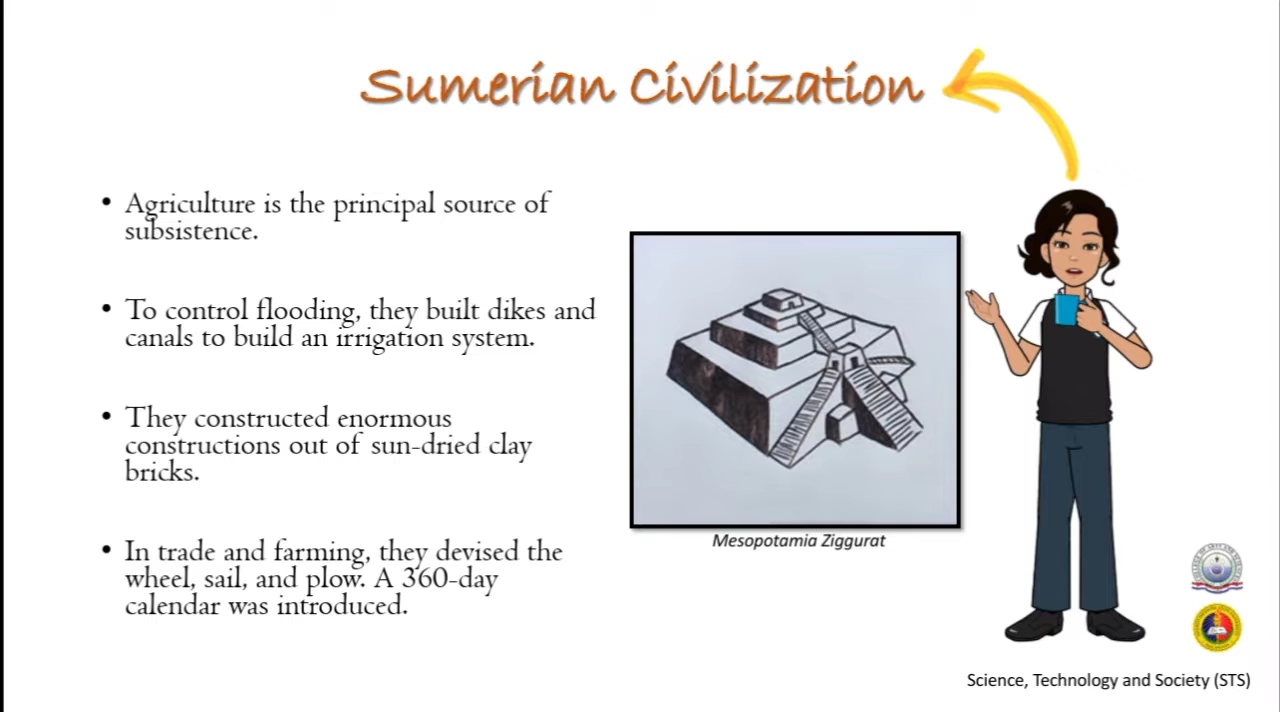 Sumerian Civilization
• Agriculture is the principal source of
subsistence.
• To control flooding, they built dikes and
canals to build an irrigation system.
• They constructed enormous
constructions out of sun-dried clay
bricks.
• In trade and farming, they devised the
wheel, sail, and plow. A 360-day
calendar was introduced.
Mesopotamia Ziggurat
Science, Technology and Society (STS)